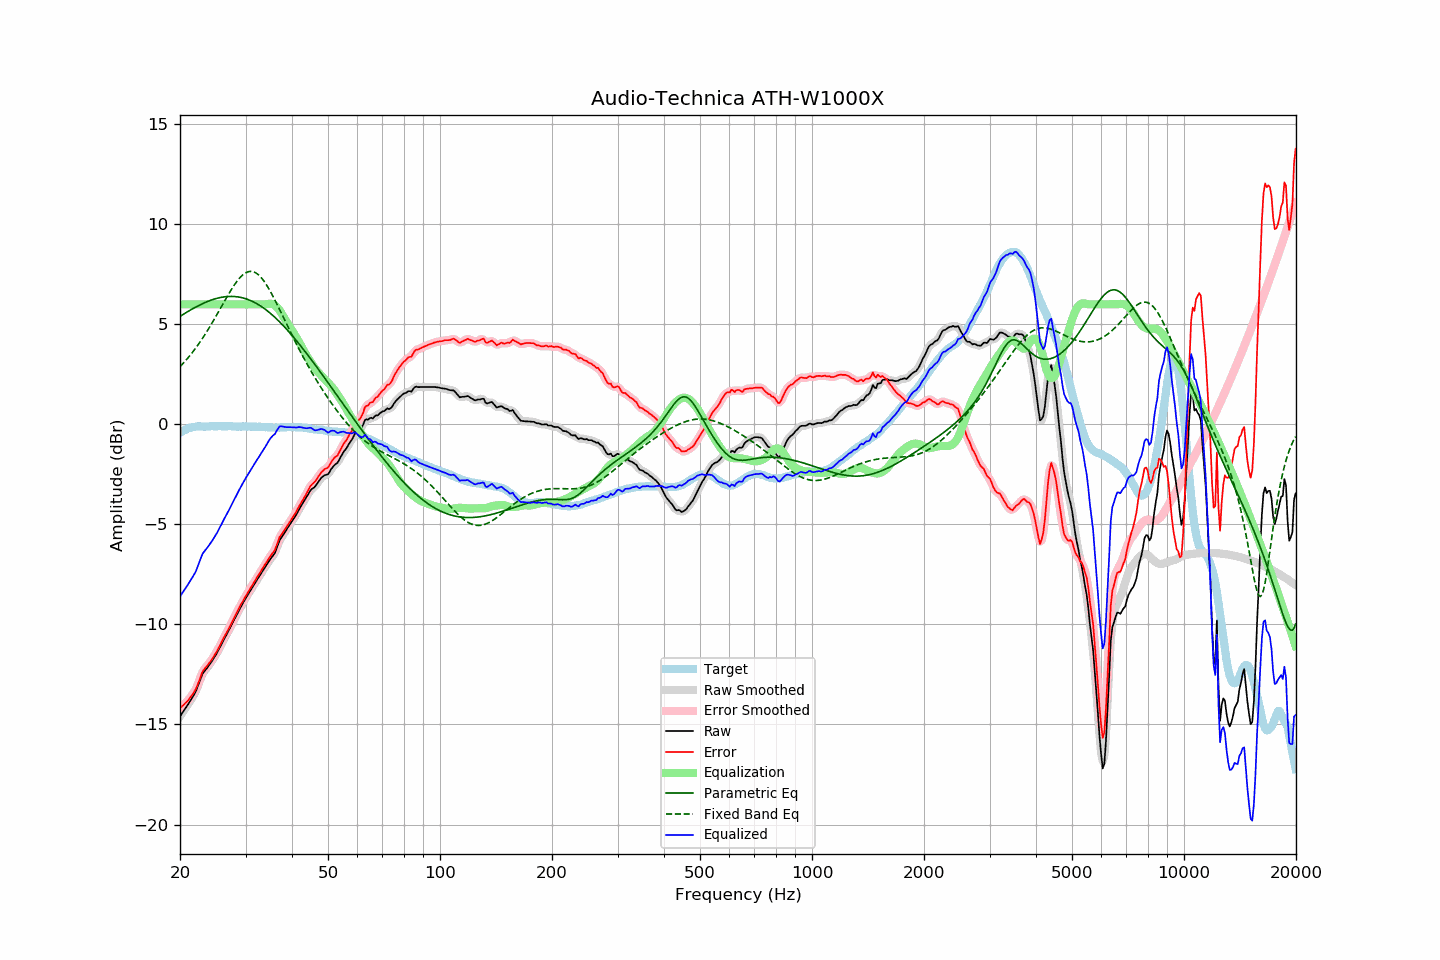 Audio-Technica ATH-W1000X
Amplitude (dBr)
15
10
5
0
−5
−10
−15
−20
Target
Raw Smoothed
Error Smoothed
Raw
Error
Equalization
Parametric Eq
Fixed Band Eq
Equalized
20 50 100 200 500 1000 2000 5000 10000 20000
Frequency (Hz)